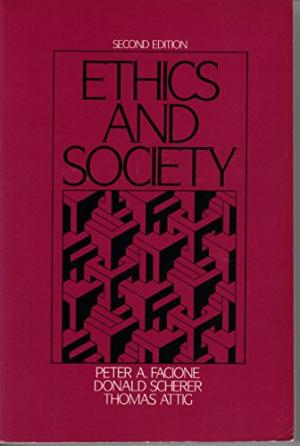 SECOND EDITION
ETHICS
AND
SOCIETY
PETER A. FACIONE
DONALD SCHERER
THOMAS ATTIG